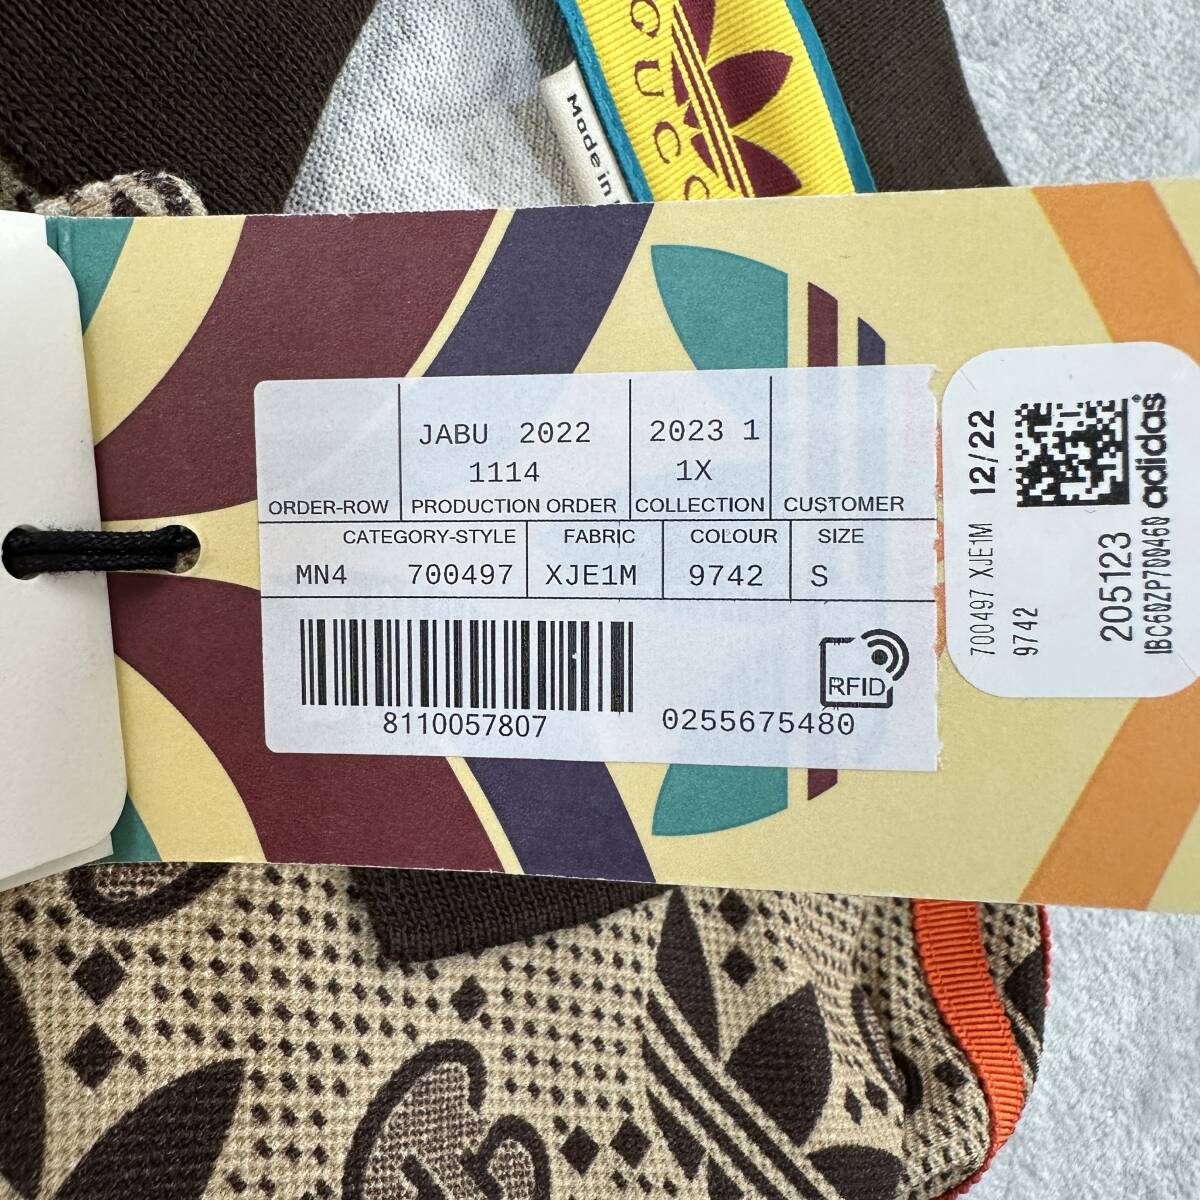 GUCC
Made in
JABU 2022
2023 1
1114
1X
ORDER-ROW PRODUCTION ORDER COLLECTION CUSTOMER
CATEGORY-STYLE FABRIC COLOUR SIZE
MN4 700497 XJE1M 9742 S
8110057807
0255675480
RFID
700497 XJE1M 12/22
9742
205123
IBC60ZP700460 adidas